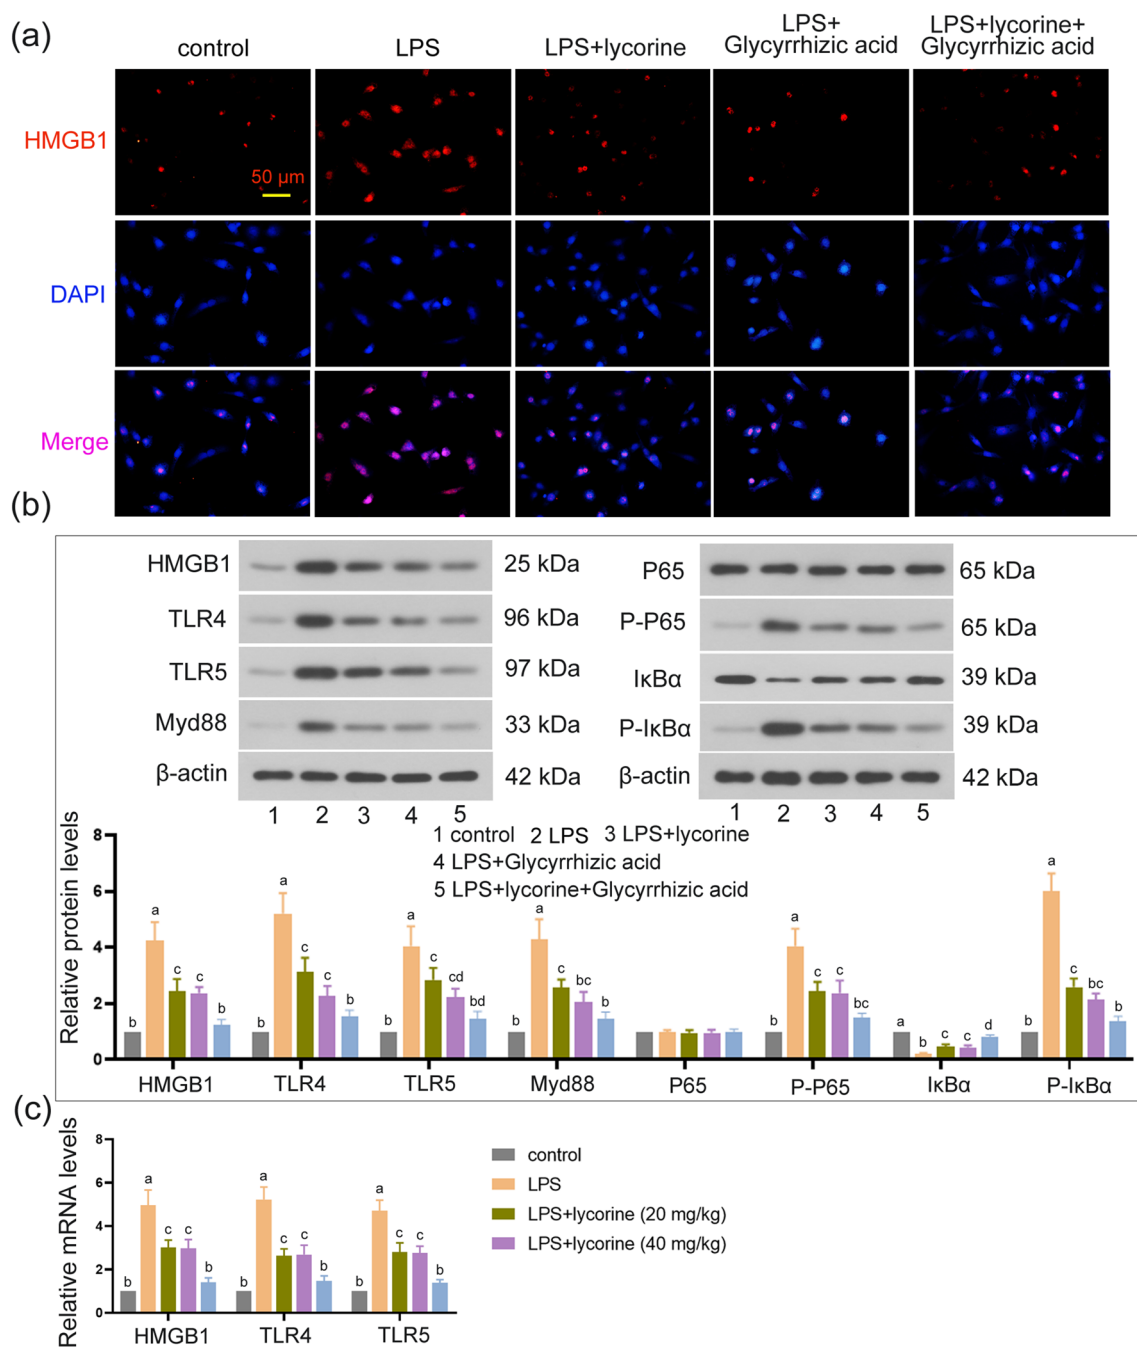 (a)
control
LPS
LPS+lycorine
LPS+
Glycyrrhizic acid
LPS+lycorine+
Glycyrrhizic acid
HMGB1
50 μm
DAPI
Merge
(b)
HMGB1 25 kDa
TLR4 96 kDa
TLR5 97 kDa
Myd88 33 kDa
β-actin 42 kDa
1 2 3 4 5
P65 65 kDa
P-P65 65 kDa
IκBα 39 kDa
P-IκBα 39 kDa
β-actin 42 kDa
1 2 3 4 5
1 control 2 LPS 3 LPS+lycorine
4 LPS+Glycyrrhizic acid
5 LPS+lycorine+Glycyrrhizic acid
Relative protein levels
8
6
4
2
0
b a c c b
b a c c b
b a c cd bd
b a c bc b
b a c c bc
a b c c d
b a c bc b
HMGB1 TLR4 TLR5 Myd88 P65 P-P65 IκBα P-IκBα
(c)
Relative mRNA levels
8
6
4
2
0
b a c c b
b a c c b
b a c c b
HMGB1 TLR4 TLR5
control
LPS
LPS+lycorine (20 mg/kg)
LPS+lycorine (40 mg/kg)